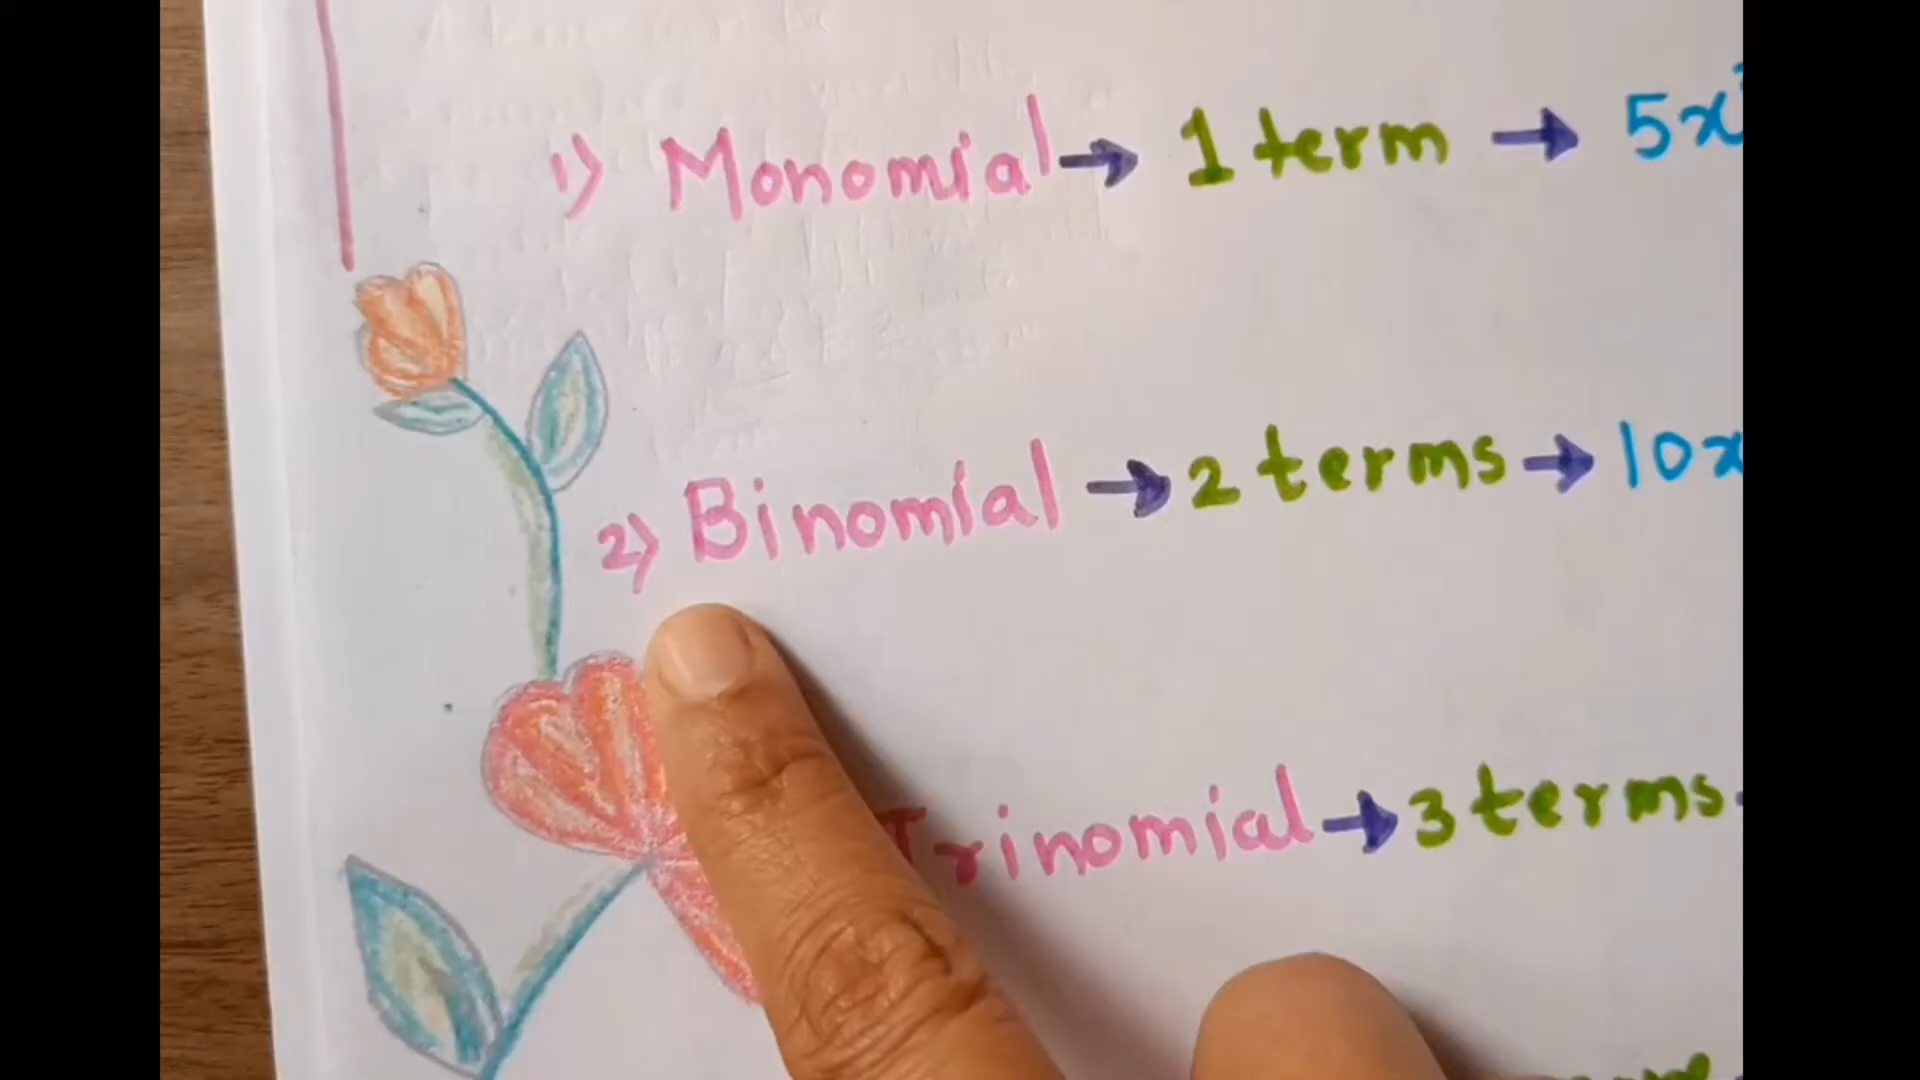 1) Monomial → 1 term → 5x
2) Binomial → 2 terms → 10x
Trinomial → 3 terms